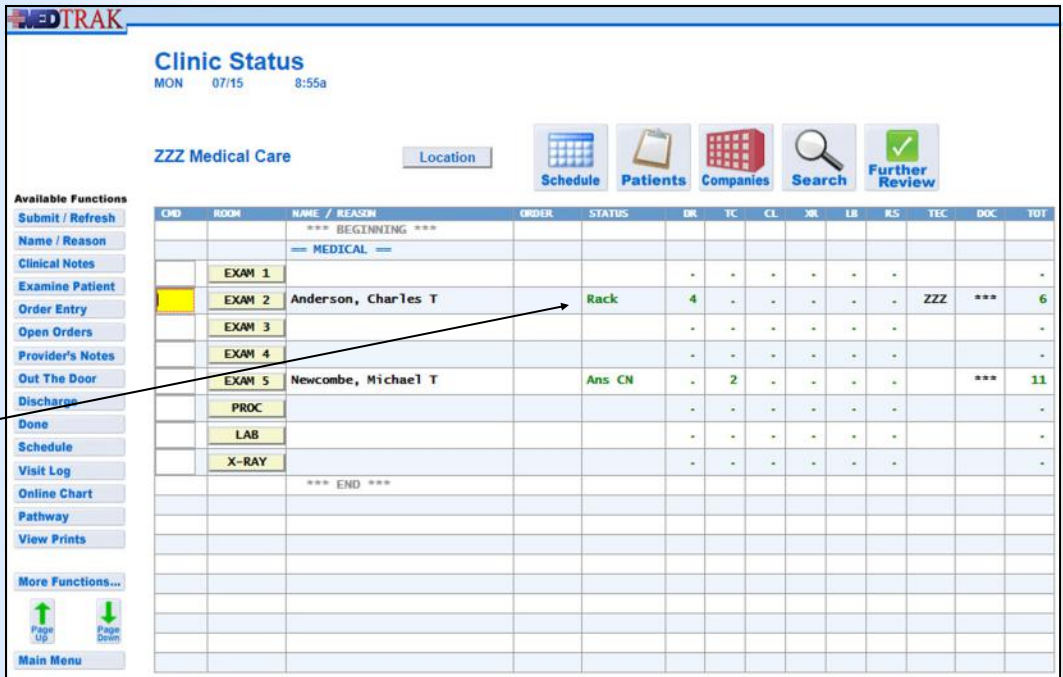 MEDTRAK
Clinic Status
MON 07/15 8:55a
ZZZ Medical Care
Location
Schedule
Patients
Companies
Search
Further Review
Available Functions
Submit / Refresh
Name / Reason
Clinical Notes
Examine Patient
Order Entry
Open Orders
Provider's Notes
Out The Door
Discharge
Done
Schedule
Visit Log
Online Chart
Pathway
View Prints
More Functions...
Page Up
Page Down
Main Menu
CMD ROOM NAME / REASON ORDER STATUS DR TC CL XR LB RS TEC DOC TOT
*** BEGINNING ***
== MEDICAL ==
EXAM 1 . . . . . . .
EXAM 2 Anderson, Charles T Rack 4 . . . . . ZZZ *** 6
EXAM 3 . . . . . . .
EXAM 4 . . . . . . .
EXAM 5 Newcombe, Michael T Ans CN . 2 . . . . *** 11
PROC . . . . . . .
LAB . . . . . . .
X-RAY . . . . . . .
*** END ***